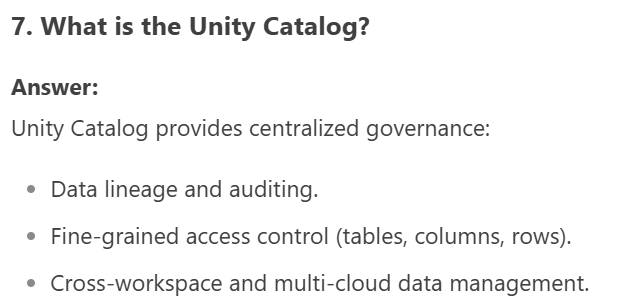 7. What is the Unity Catalog?
Answer:
Unity Catalog provides centralized governance:
• Data lineage and auditing.
• Fine-grained access control (tables, columns, rows).
• Cross-workspace and multi-cloud data management.